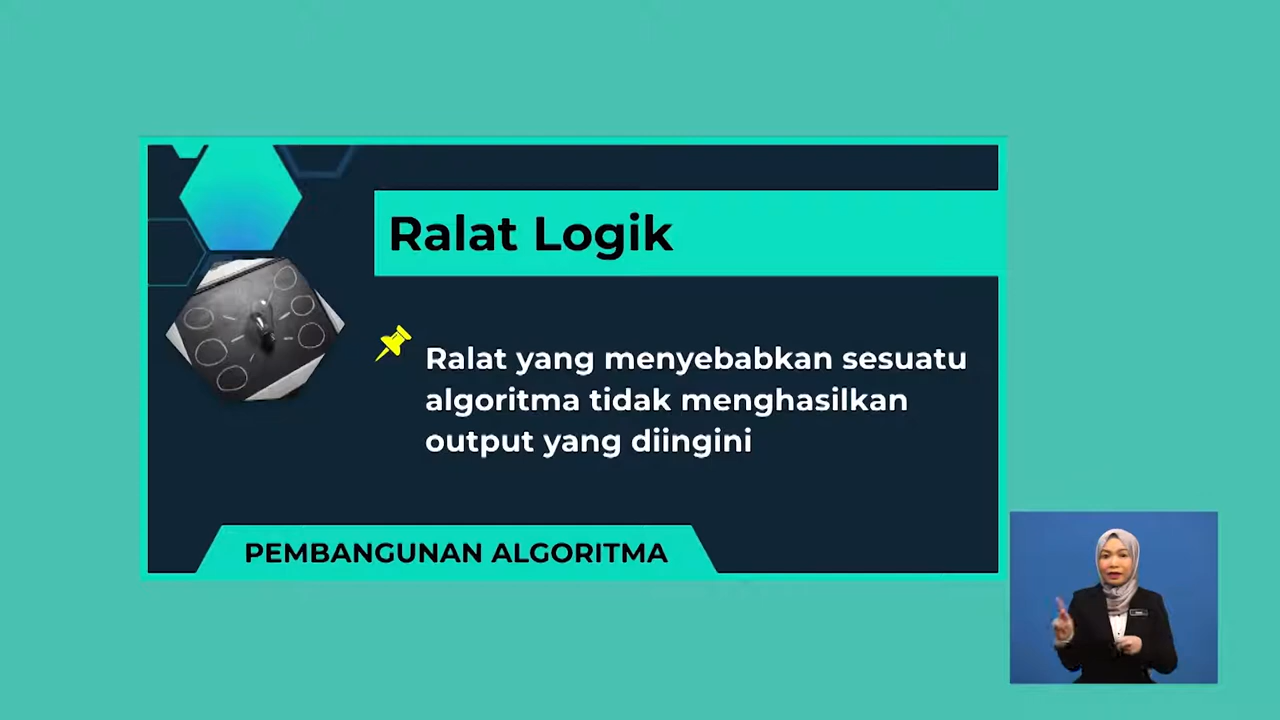 Ralat Logik
Ralat yang menyebabkan sesuatu
algoritma tidak menghasilkan
output yang diingini
PEMBANGUNAN ALGORITMA